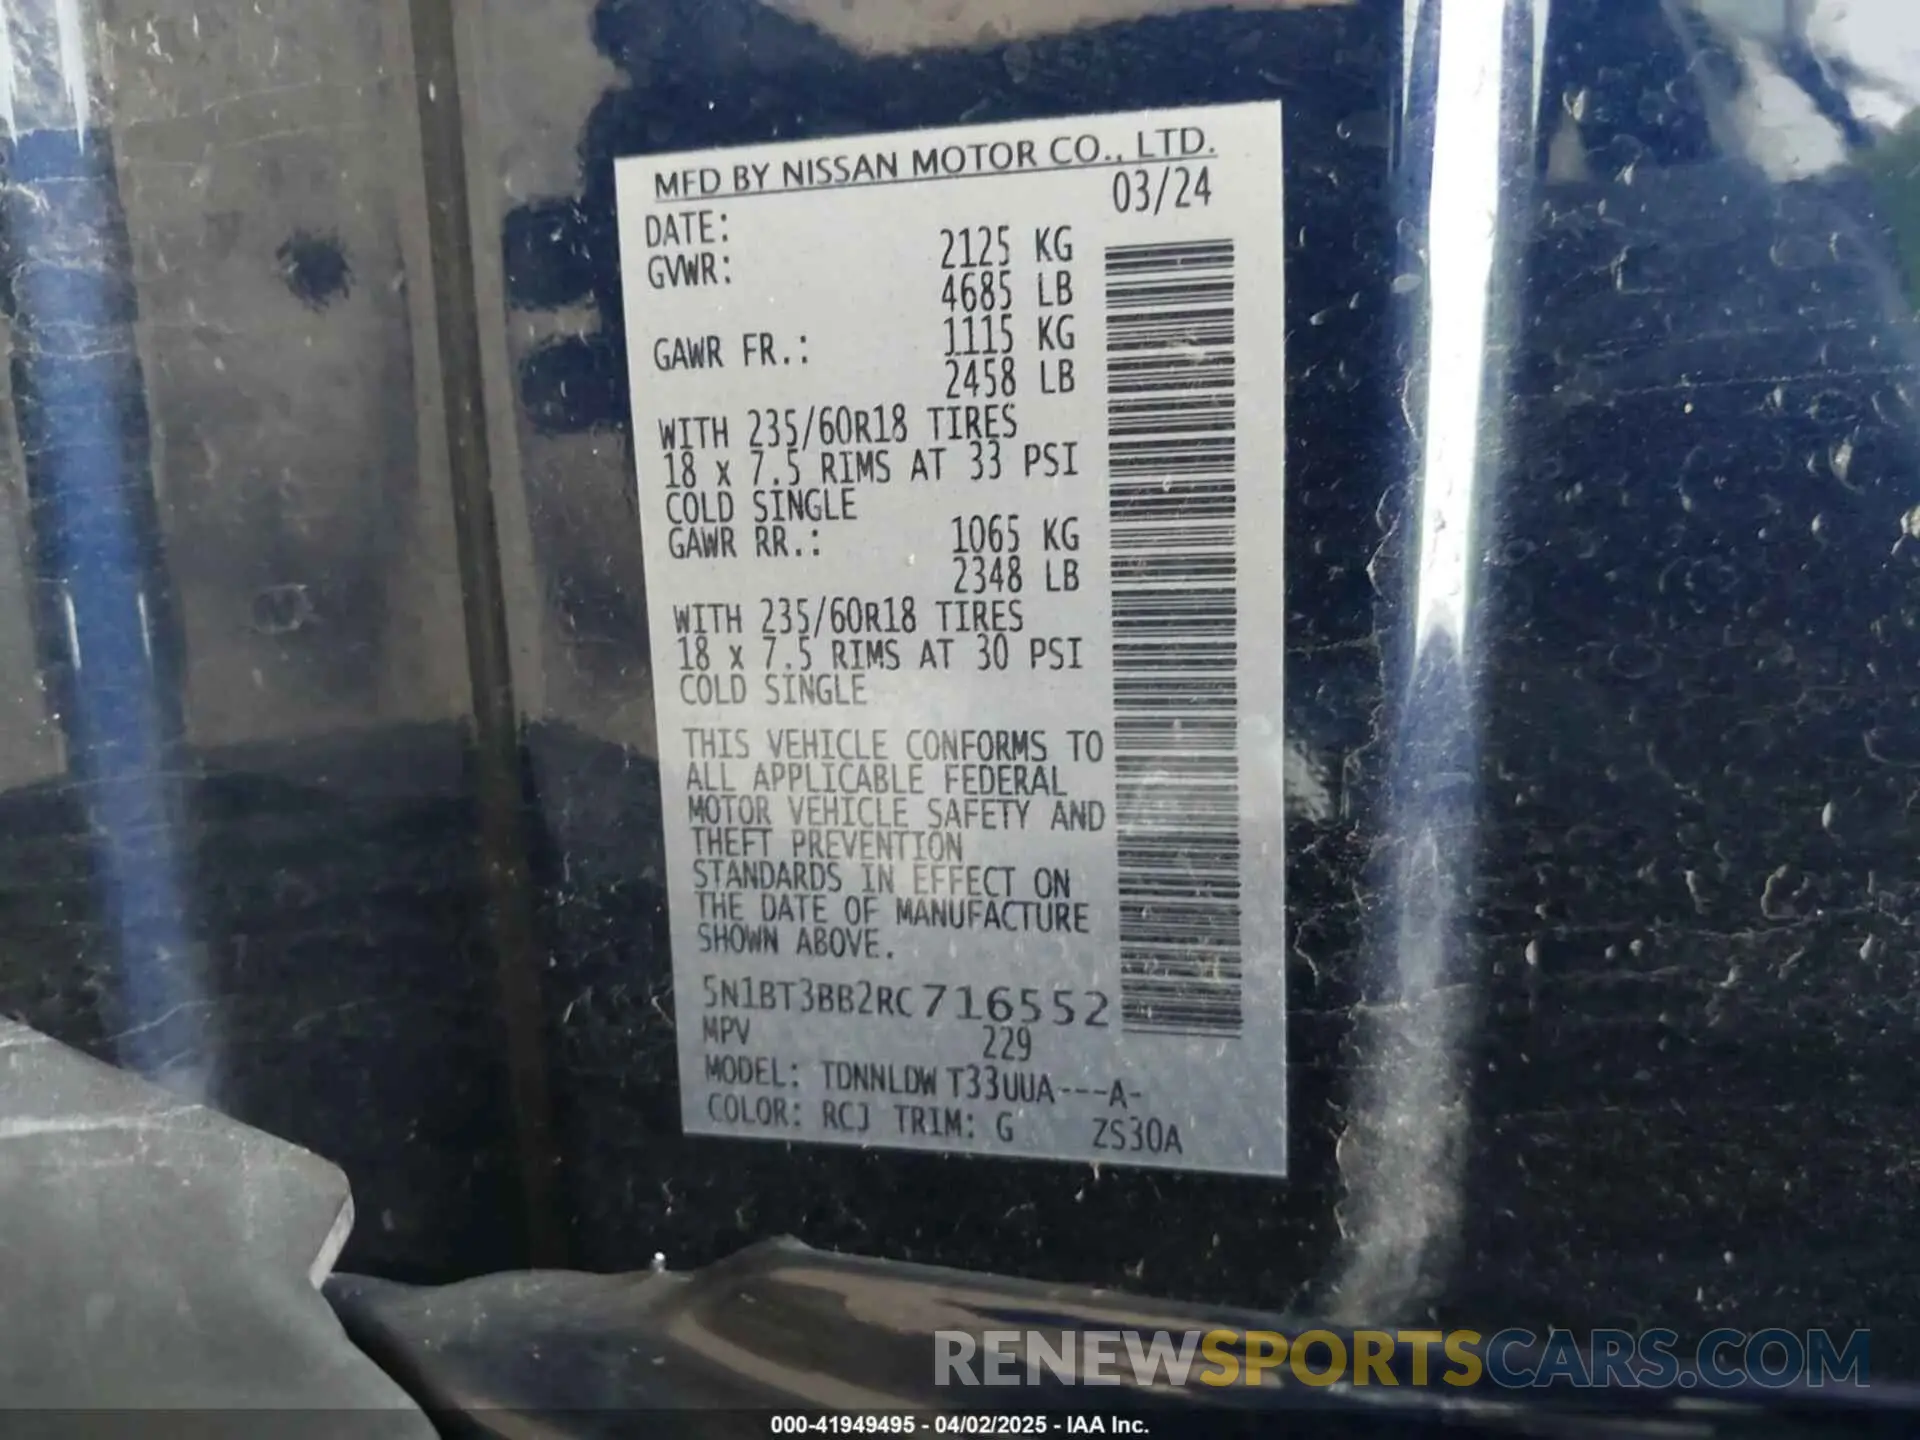 MFD BY NISSAN MOTOR CO., LTD.
DATE: 03/24
GVWR: 2125 KG
4685 LB
GAWR FR.: 1115 KG
2458 LB
WITH 235/60R18 TIRES
18 x 7.5 RIMS AT 33 PSI
COLD SINGLE
GAWR RR.: 1065 KG
2348 LB
WITH 235/60R18 TIRES
18 x 7.5 RIMS AT 30 PSI
COLD SINGLE
THIS VEHICLE CONFORMS TO
ALL APPLICABLE FEDERAL
MOTOR VEHICLE SAFETY AND
THEFT PREVENTION
STANDARDS IN EFFECT ON
THE DATE OF MANUFACTURE
SHOWN ABOVE.
5N1BT3BB2RC716552
MPV 229
MODEL: TDNNLDW T33UUA---A-
COLOR: RCJ TRIM: G ZS30A
RENEWSPORTSCARS.COM
000-41949495 - 04/02/2025 - IAA Inc.